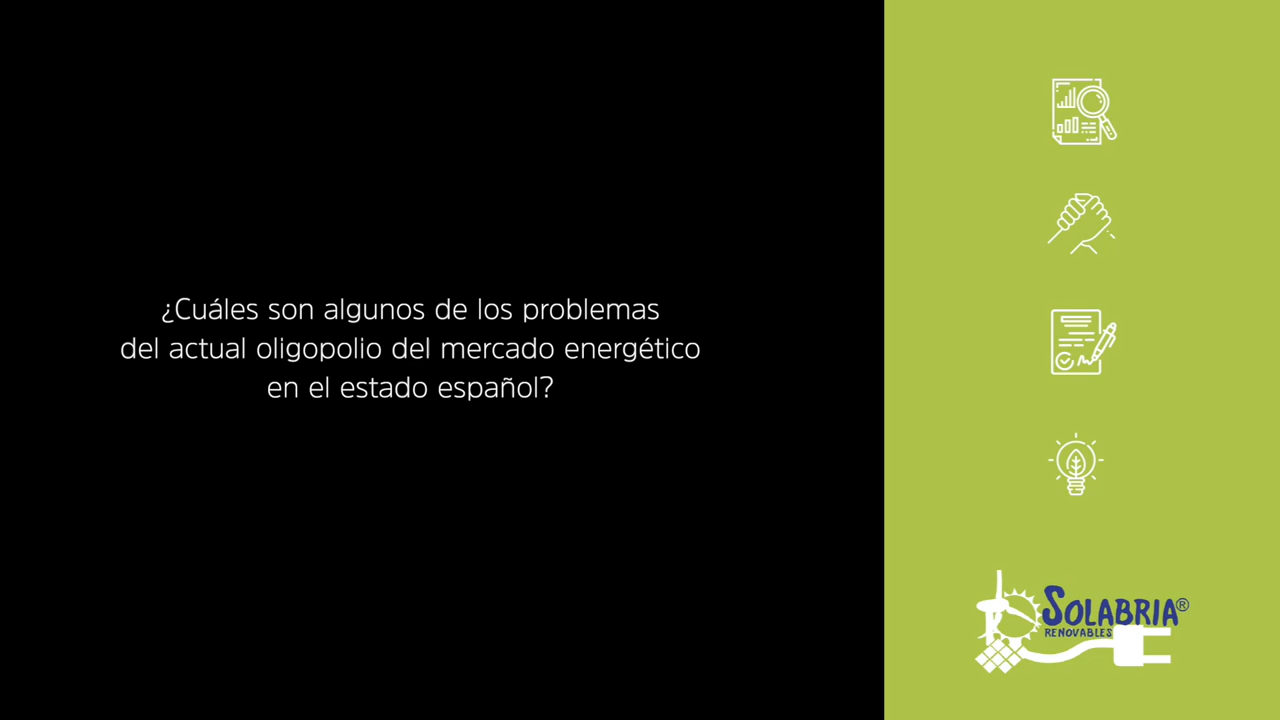 ¿Cuáles son algunos de los problemas
del actual oligopolio del mercado energético
en el estado español?
SOLABRIA®
RENOVABLES